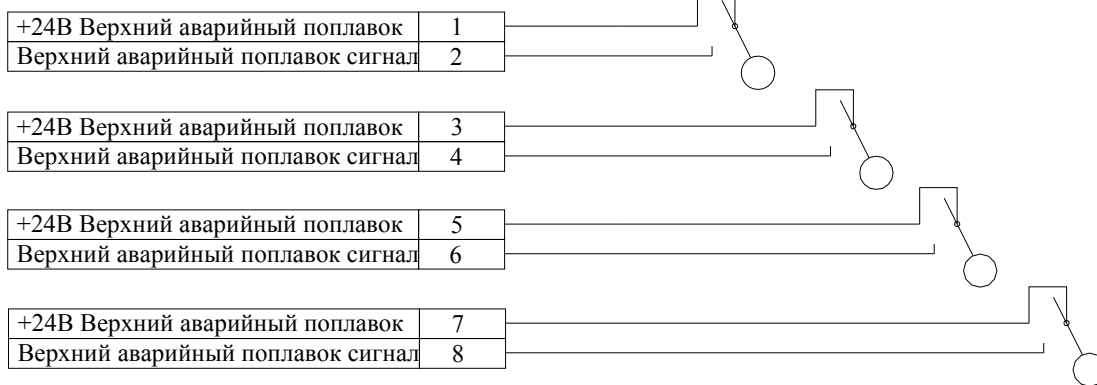 +24В Верхний аварийный поплавок 1
Верхний аварийный поплавок сигнал 2
+24В Верхний аварийный поплавок 3
Верхний аварийный поплавок сигнал 4
+24В Верхний аварийный поплавок 5
Верхний аварийный поплавок сигнал 6
+24В Верхний аварийный поплавок 7
Верхний аварийный поплавок сигнал 8